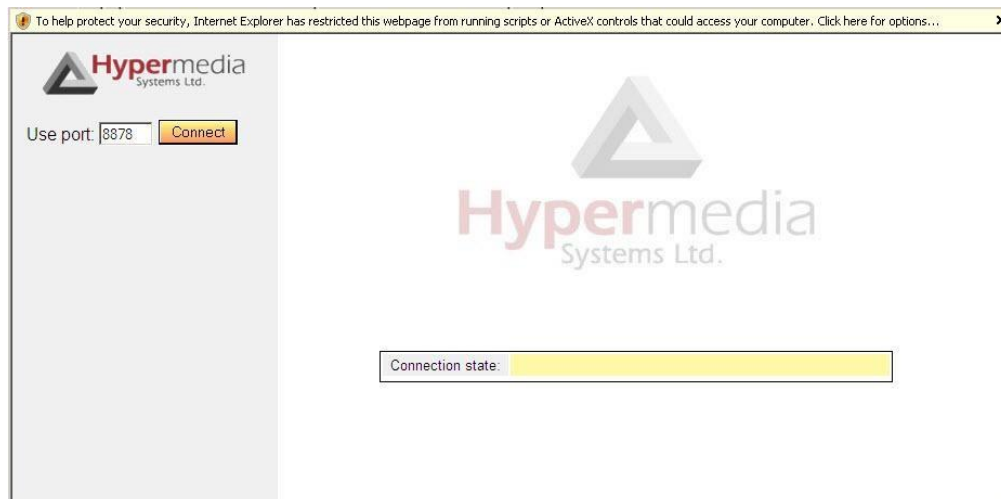 To help protect your security, Internet Explorer has restricted this webpage from running scripts or ActiveX controls that could access your computer. Click here for options...
Hypermedia
Systems Ltd.
Use port: 8878 Connect
Hypermedia
Systems Ltd.
Connection state: